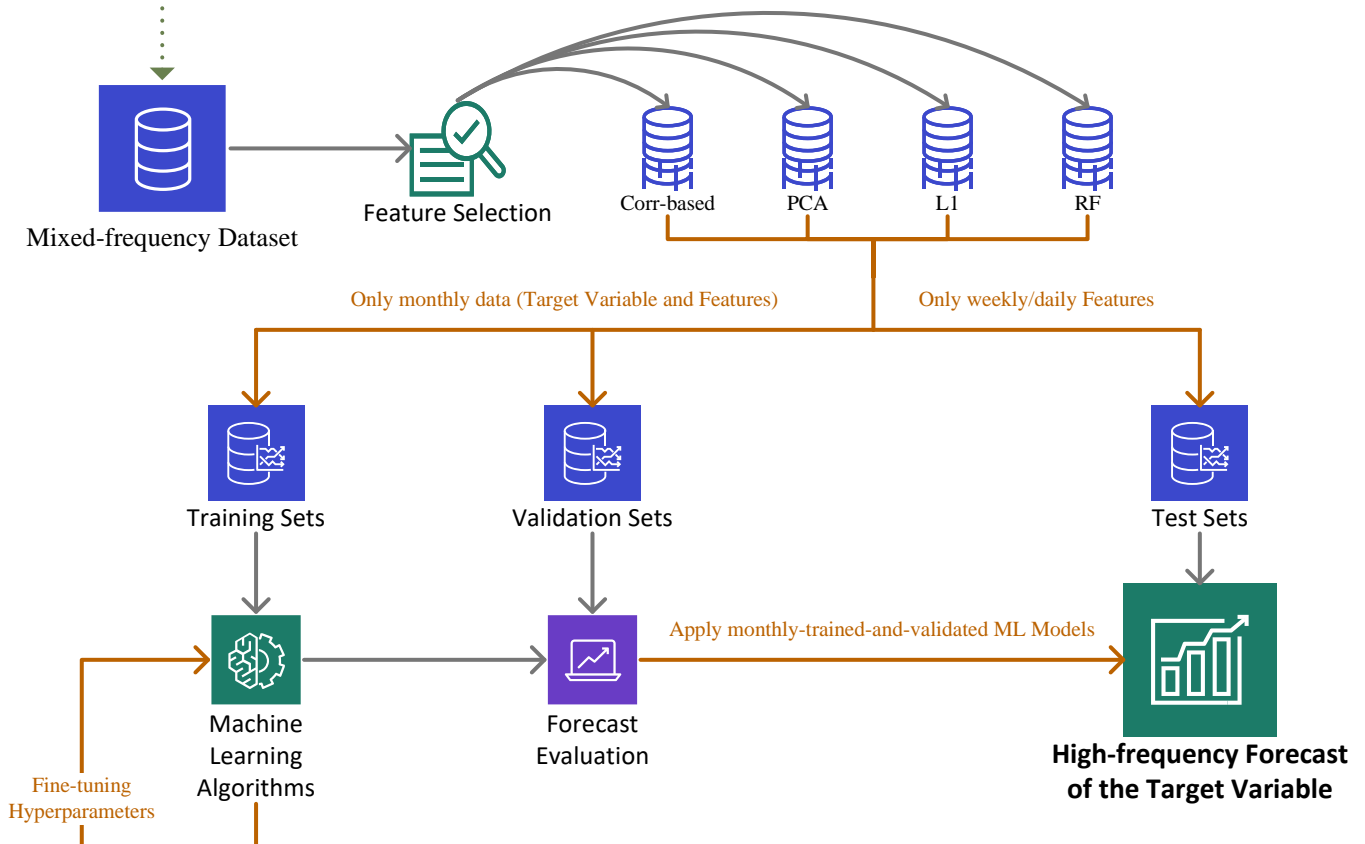 Mixed-frequency Dataset
Feature Selection
Corr-based
PCA
L1
RF
Only monthly data (Target Variable and Features)
Only weekly/daily Features
Training Sets
Validation Sets
Test Sets
Apply monthly-trained-and-validated ML Models
Machine
Learning
Algorithms
Forecast
Evaluation
High-frequency Forecast
of the Target Variable
Fine-tuning
Hyperparameters